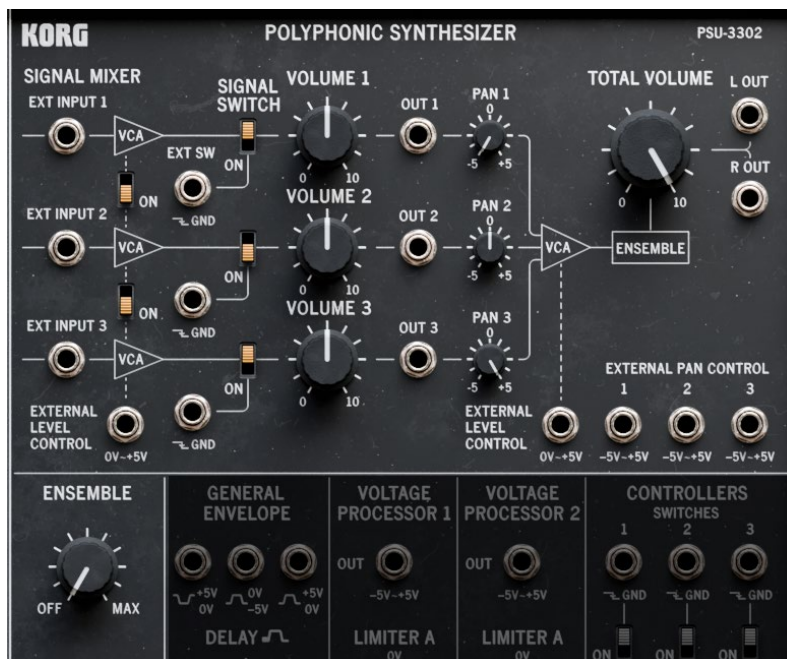 KORG
POLYPHONIC SYNTHESIZER
PSU-3302
SIGNAL MIXER
SIGNAL
SWITCH
VOLUME 1
TOTAL VOLUME
L OUT
EXT INPUT 1
OUT 1
PAN 1
0
VCA
EXT SW
ON
0
10
-5
+5
ON
GND
R OUT
0
10
EXT INPUT 2
VOLUME 2
OUT 2
PAN 2
0
VCA
ON
0
10
-5
+5
VCA
ENSEMBLE
ON
GND
EXT INPUT 3
VOLUME 3
OUT 3
PAN 3
0
VCA
ON
0
10
-5
+5
EXTERNAL PAN CONTROL
1
2
3
EXTERNAL
LEVEL
CONTROL
0V~+5V
GND
EXTERNAL
LEVEL
CONTROL
0V~+5V
-5V~+5V
-5V~+5V
-5V~+5V
ENSEMBLE
OFF
MAX
GENERAL
ENVELOPE
+5V
0V
0V
-5V
+5V
0V
DELAY
VOLTAGE
PROCESSOR 1
OUT
-5V~+5V
LIMITER A
0V
VOLTAGE
PROCESSOR 2
OUT
-5V~+5V
LIMITER A
0V
CONTROLLERS
SWITCHES
1
2
3
GND
GND
GND
ON
ON
ON